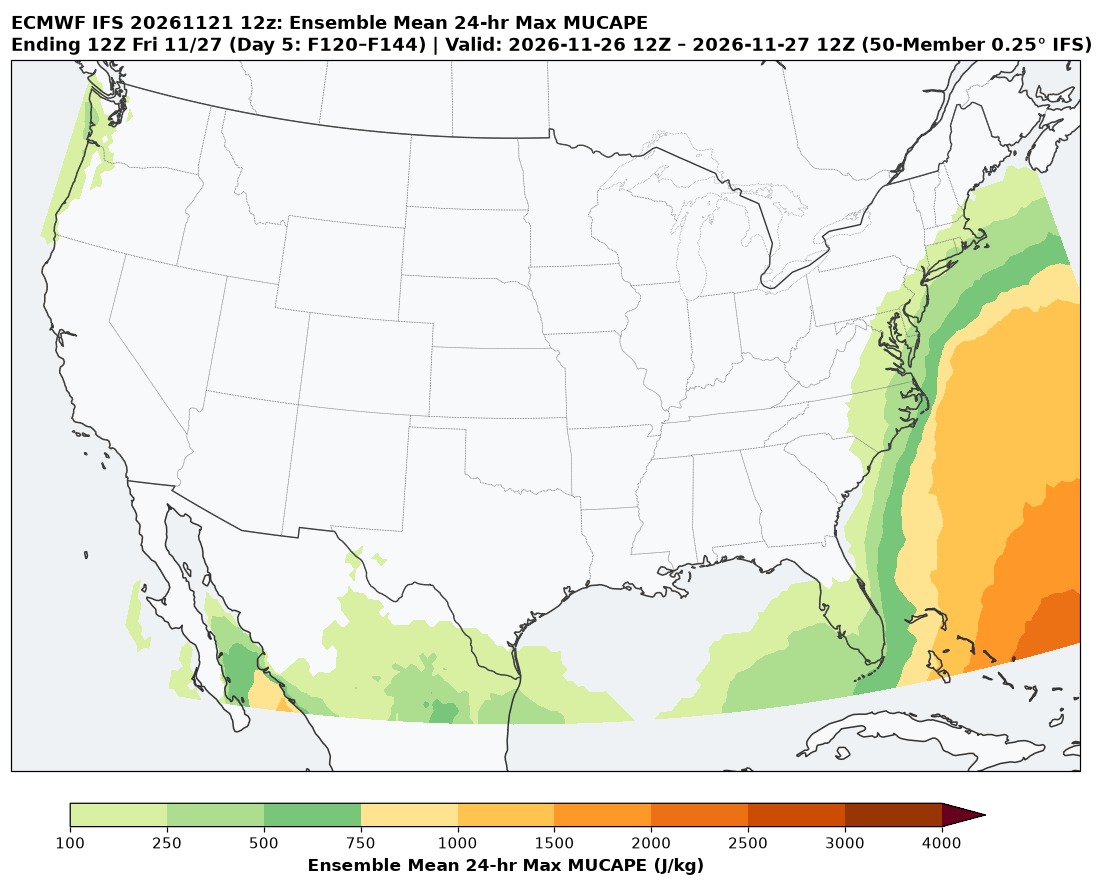 ECMWF IFS 20261121 12z: Ensemble Mean 24-hr Max MUCAPE
Ending 12Z Fri 11/27 (Day 5: F120–F144) | Valid: 2026-11-26 12Z – 2026-11-27 12Z (50-Member 0.25° IFS)
100 250 500 750 1000 1500 2000 2500 3000 4000
Ensemble Mean 24-hr Max MUCAPE (J/kg)